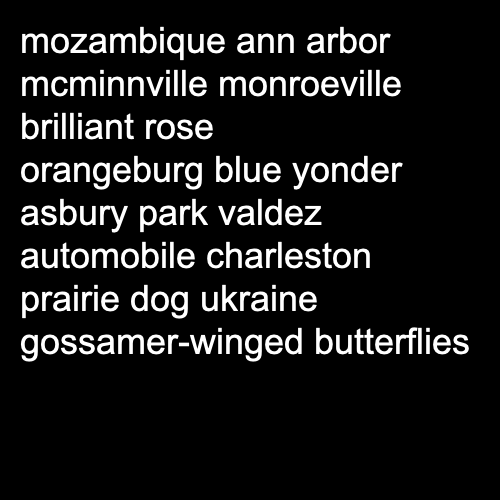 mozambique ann arbor
mcminnville monroeville
brilliant rose
orangeburg blue yonder
asbury park valdez
automobile charleston
prairie dog ukraine
gossamer-winged butterflies